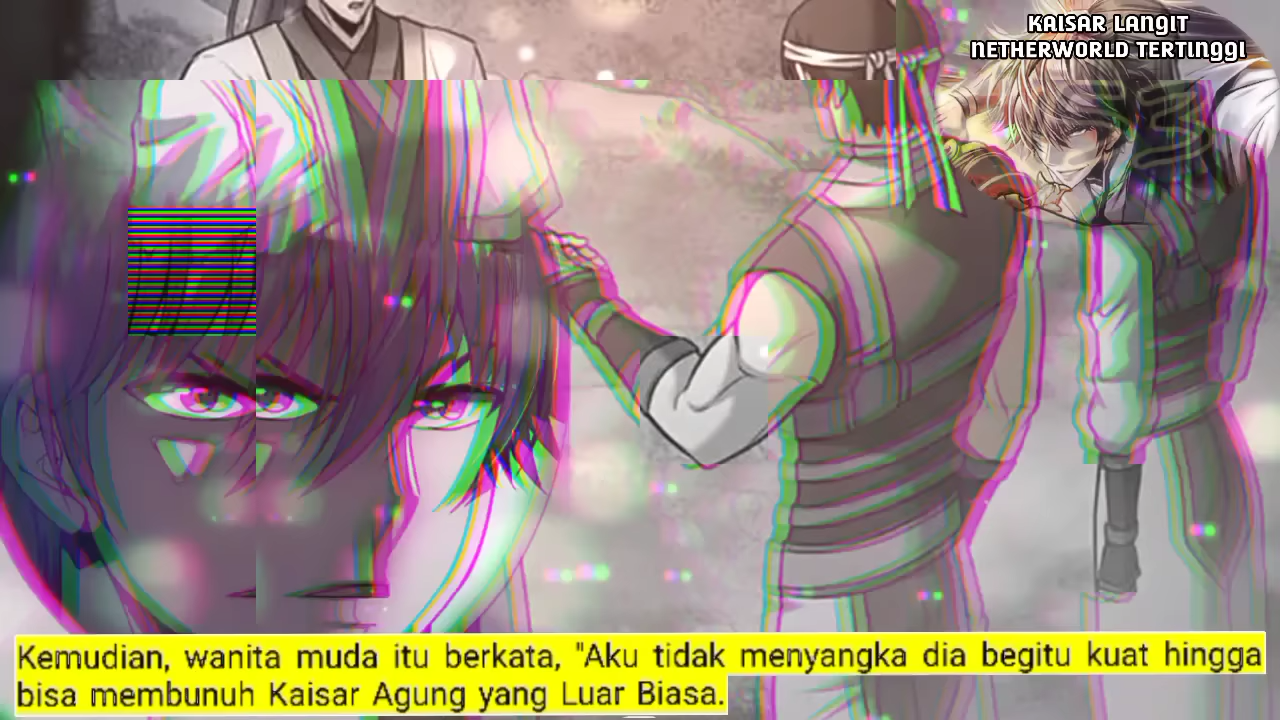 KAISAR LANGIT
NETHERWORLD TERTINGGI
Kemudian, wanita muda itu berkata, "Aku tidak menyangka dia begitu kuat hingga
bisa membunuh Kaisar Agung yang Luar Biasa.